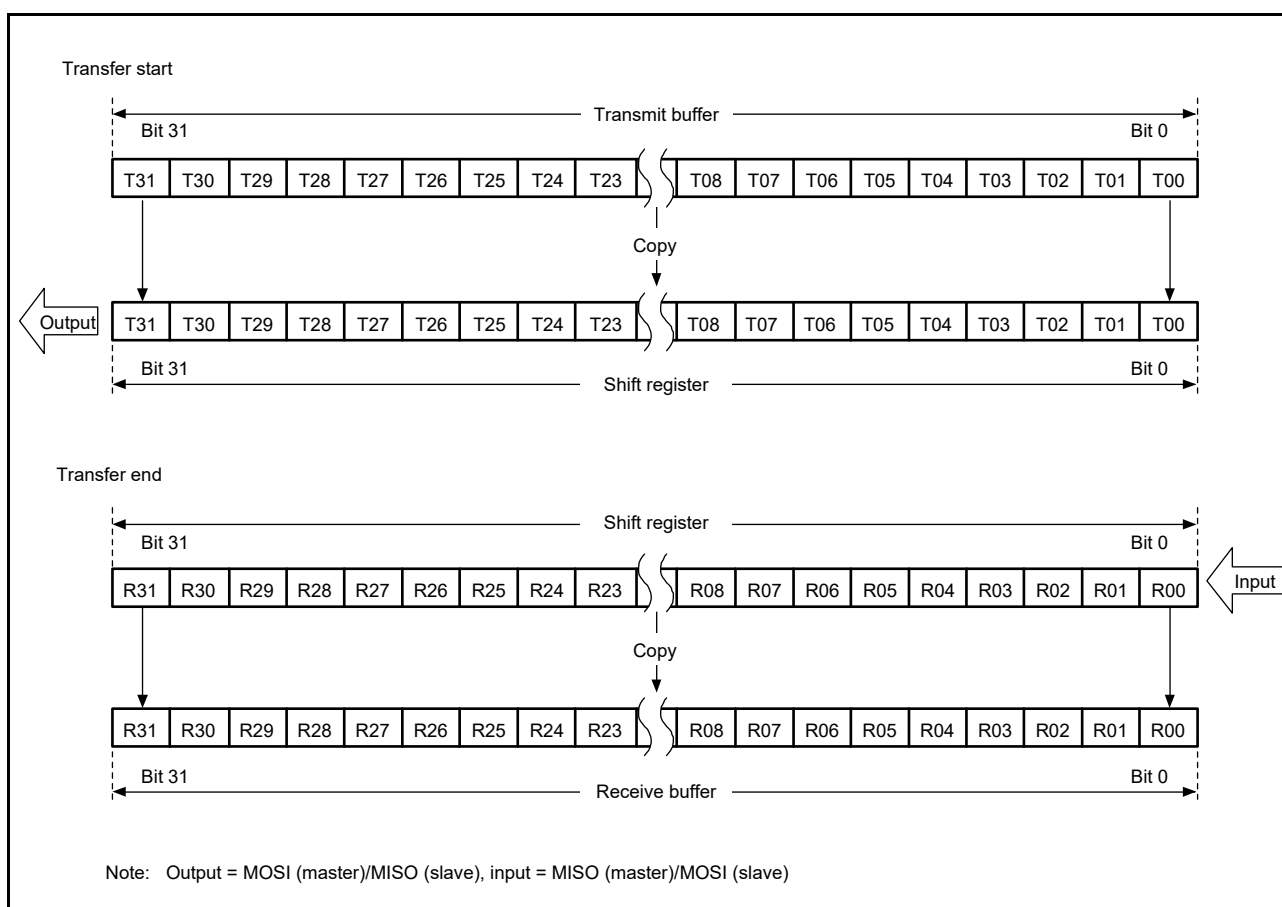 Transfer start
Transmit buffer
Bit 31 Bit 0
T31 T30 T29 T28 T27 T26 T25 T24 T23 T08 T07 T06 T05 T04 T03 T02 T01 T00
Copy
Output T31 T30 T29 T28 T27 T26 T25 T24 T23 T08 T07 T06 T05 T04 T03 T02 T01 T00
Bit 31 Bit 0
Shift register
Transfer end
Shift register
Bit 31 Bit 0
R31 R30 R29 R28 R27 R26 R25 R24 R23 R08 R07 R06 R05 R04 R03 R02 R01 R00 Input
Copy
R31 R30 R29 R28 R27 R26 R25 R24 R23 R08 R07 R06 R05 R04 R03 R02 R01 R00
Bit 31 Bit 0
Receive buffer
Note: Output = MOSI (master)/MISO (slave), input = MISO (master)/MOSI (slave)